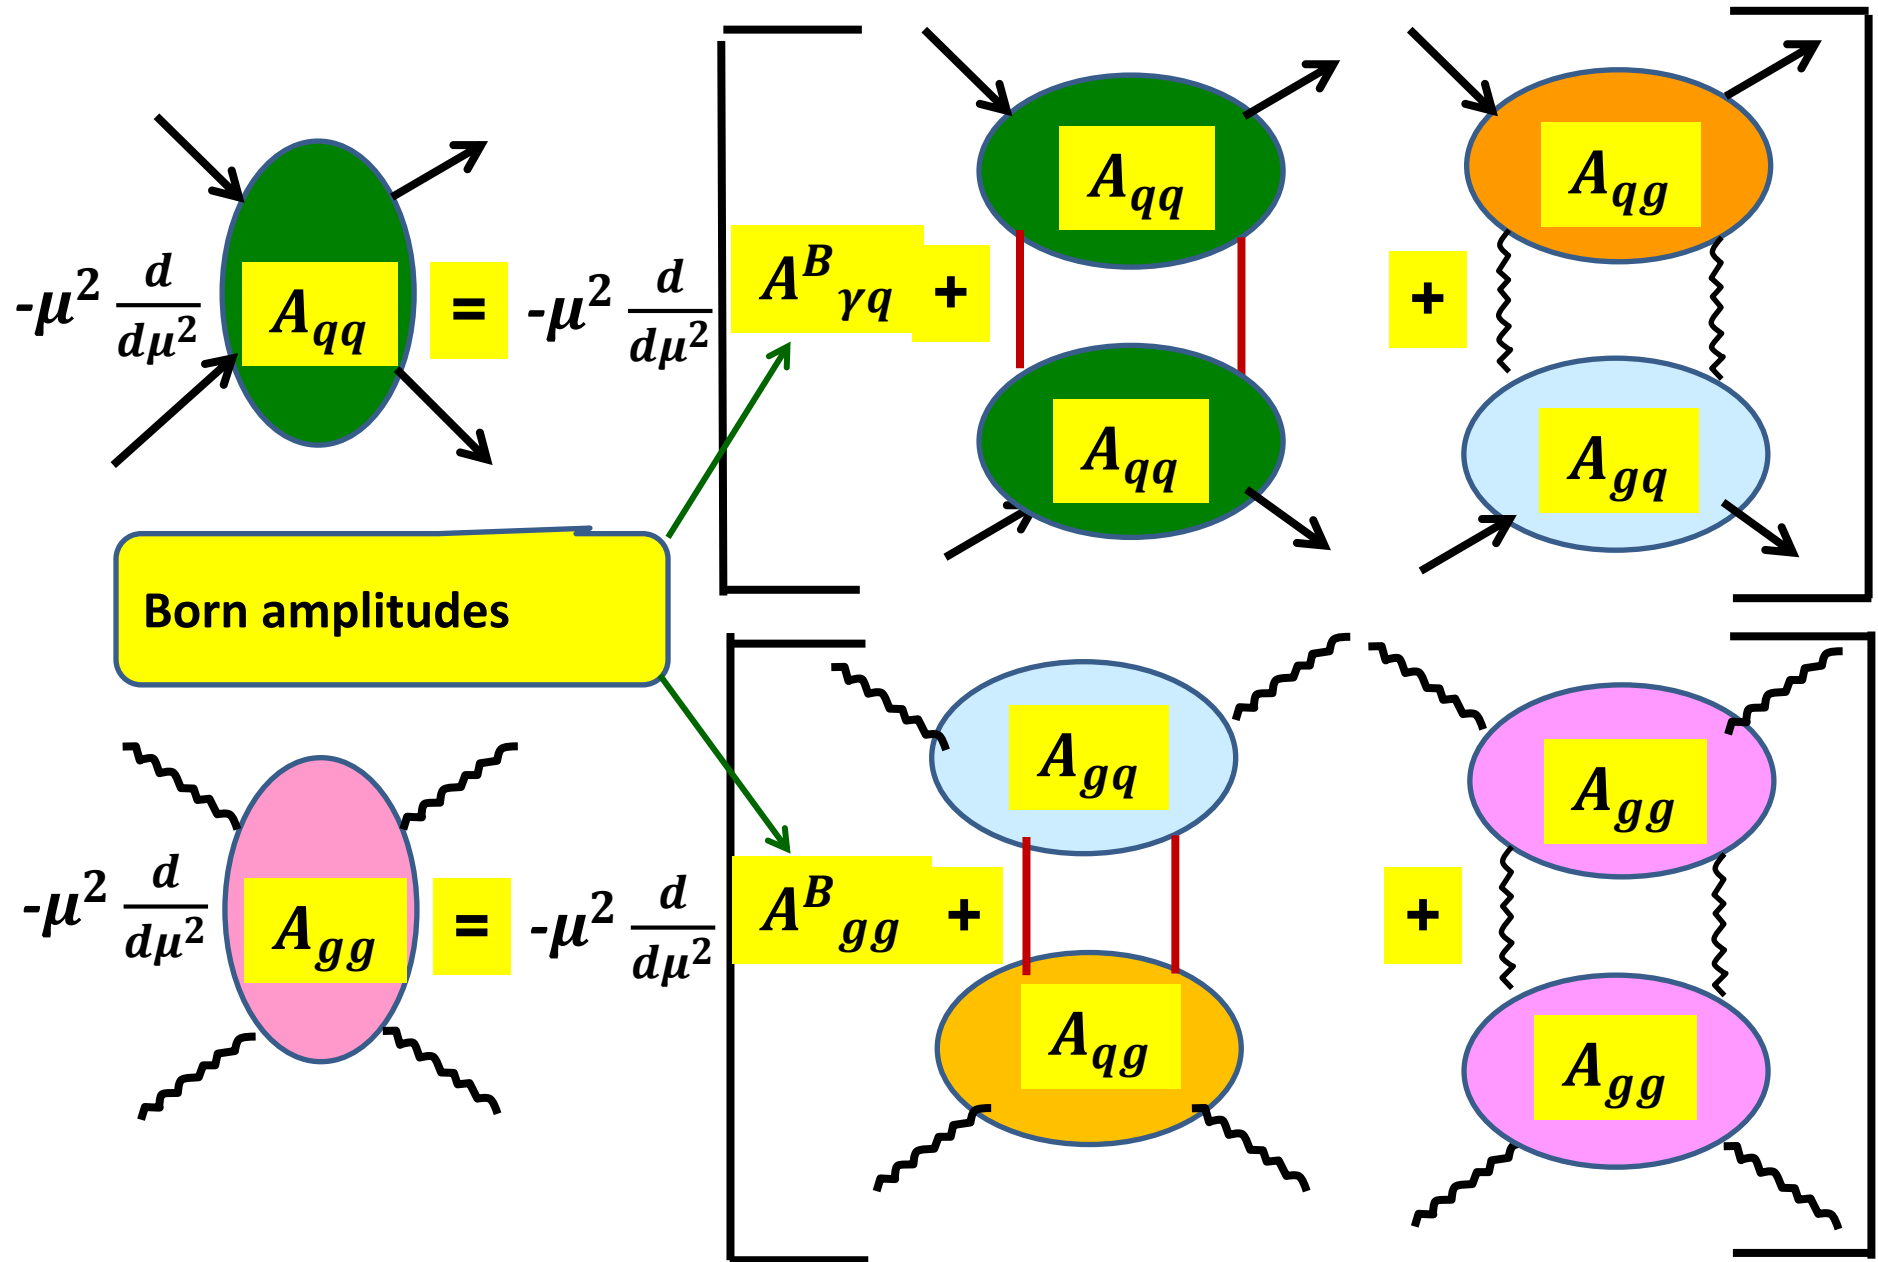 -μ² d/dμ² A_qq = -μ² d/dμ² A^B_γq + A_qq A_qq + A_qg A_gq
Born amplitudes
-μ² d/dμ² A_gg = -μ² d/dμ² A^B_gg + A_gq A_qg + A_gg A_gg